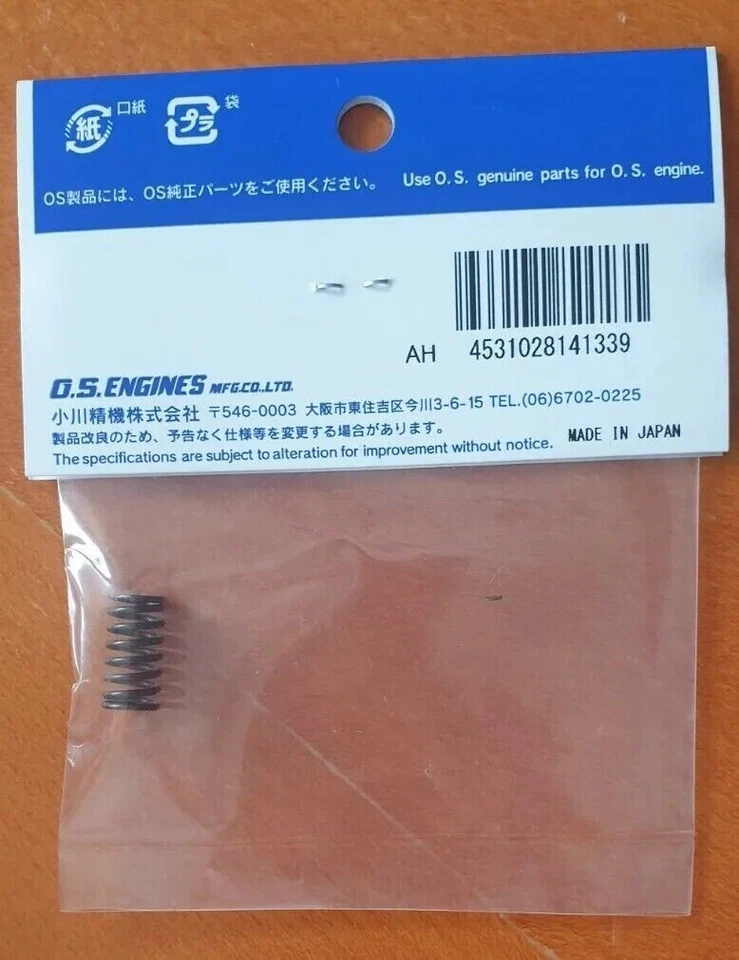 紙 口紙 プラ 袋
OS製品には、OS純正パーツをご使用ください。 Use O.S. genuine parts for O.S. engine.
AH 4531028141339
O.S.ENGINES MFG.CO.,LTD.
小川精機株式会社 〒546-0003 大阪市東住吉区今川3-6-15 TEL.(06)6702-0225
製品改良のため、予告なく仕様等を変更する場合があります。
The specifications are subject to alteration for improvement without notice. MADE IN JAPAN